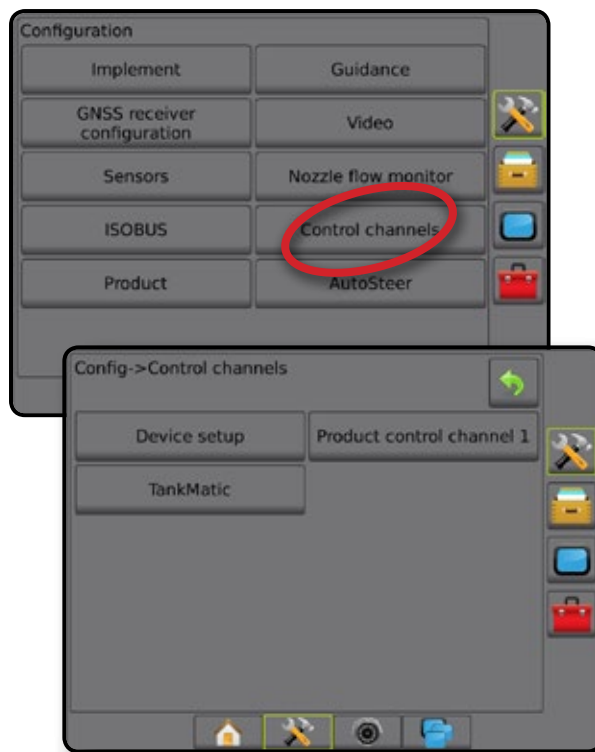 Configuration
Implement
Guidance
GNSS receiver
configuration
Video
Sensors
Nozzle flow monitor
ISOBUS
Control channels
Product
AutoSteer
Config->Control channels
Device setup
Product control channel 1
TankMatic